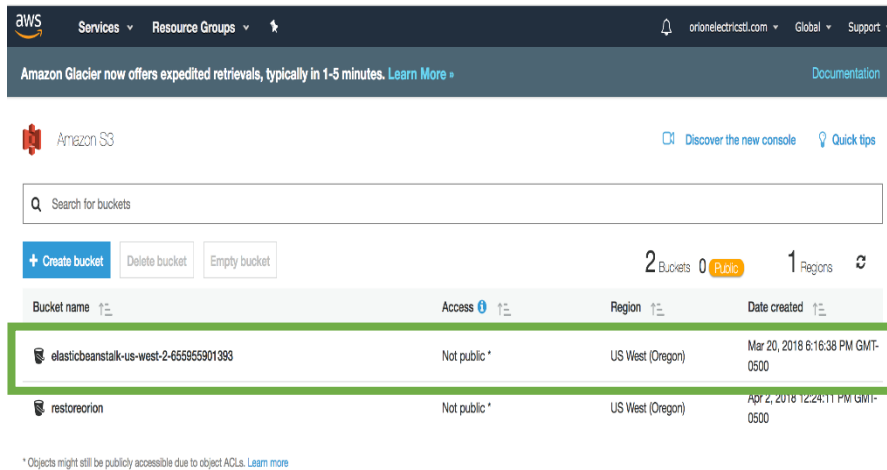 aws Services Resource Groups orionelectricstl.com Global Support
Amazon Glacier now offers expedited retrievals, typically in 1-5 minutes. Learn More » Documentation
Amazon S3 Discover the new console Quick tips
Search for buckets
+ Create bucket Delete bucket Empty bucket 2 Buckets 0 Public 1 Regions
Bucket name Access Region Date created
elasticbeanstalk-us-west-2-655955901393 Not public * US West (Oregon) Mar 20, 2018 6:16:38 PM GMT-
0500
restoreorion Not public * US West (Oregon) Apr 2, 2018 12:24:11 PM GMT-
0500
* Objects might still be publicly accessible due to object ACLs. Learn more